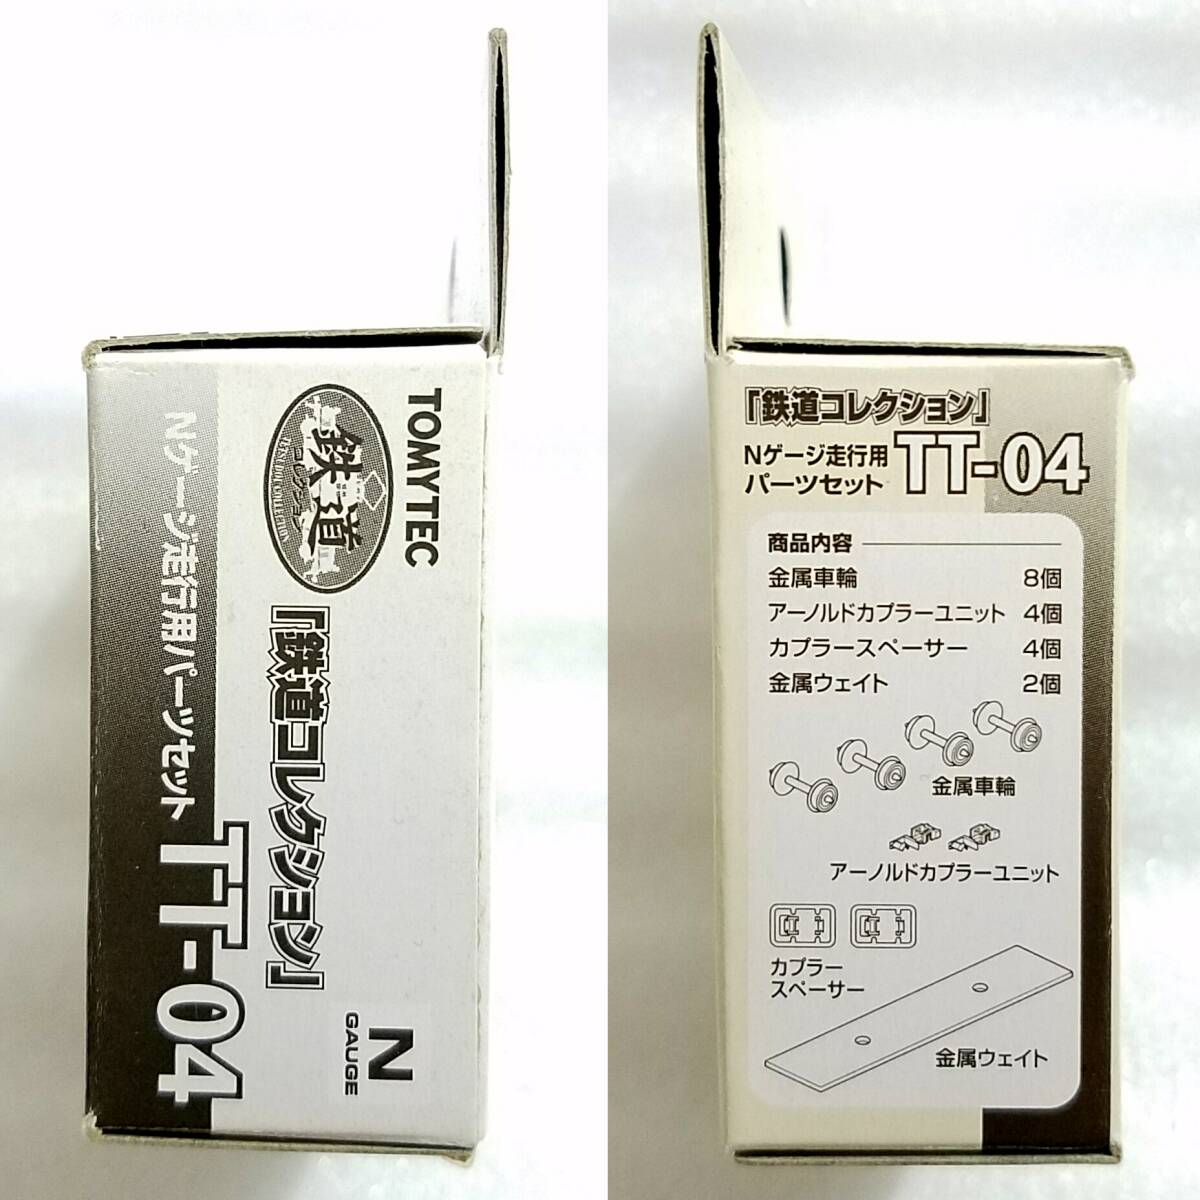 TOMYTEC
鉄道
コレクション
「鉄道コレクション」
Nゲージ走行用パーツセット TT-04
N
GAUGE
「鉄道コレクション」
Nゲージ走行用
パーツセット TT-04
商品内容
金属車輪 8個
アーノルドカプラーユニット 4個
カプラースペーサー 4個
金属ウェイト 2個
金属車輪
アーノルドカプラーユニット
カプラー
スペーサー
金属ウェイト